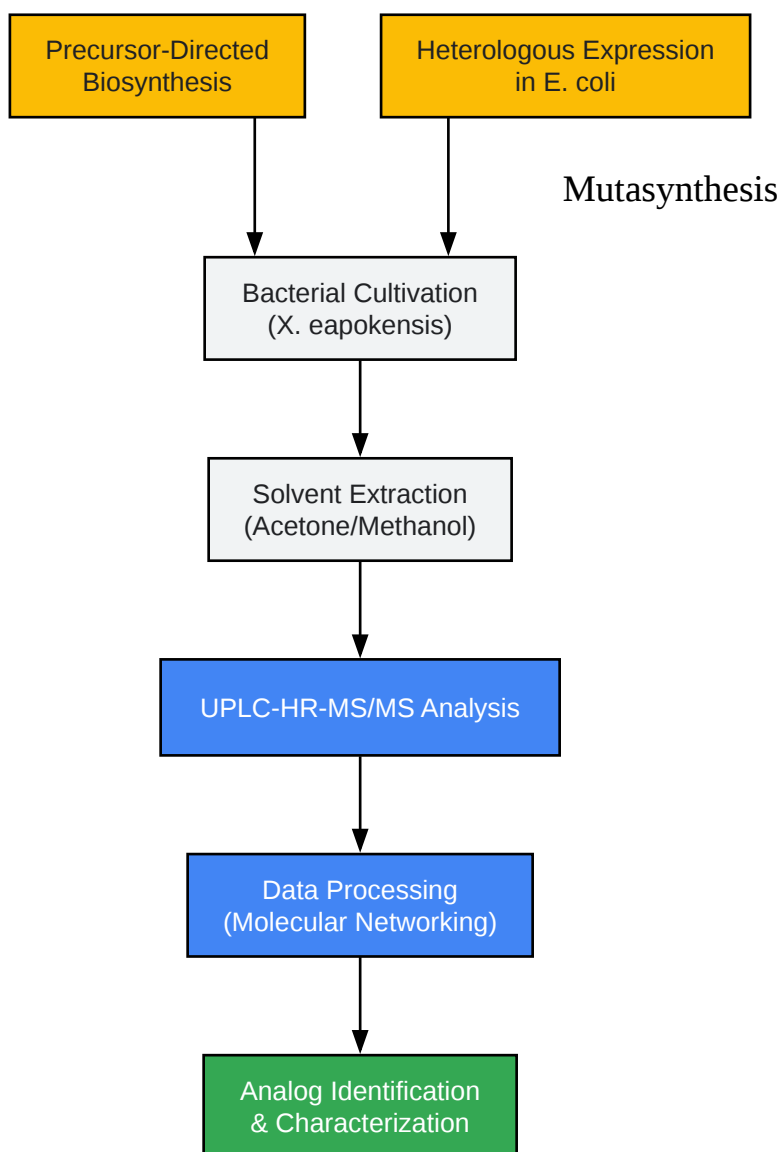 Precursor-Directed
Biosynthesis
Heterologous Expression
in E. coli
Mutasynthesis
Bacterial Cultivation
(X. eapokensis)
Solvent Extraction
(Acetone/Methanol)
UPLC-HR-MS/MS Analysis
Data Processing
(Molecular Networking)
Analog Identification
& Characterization